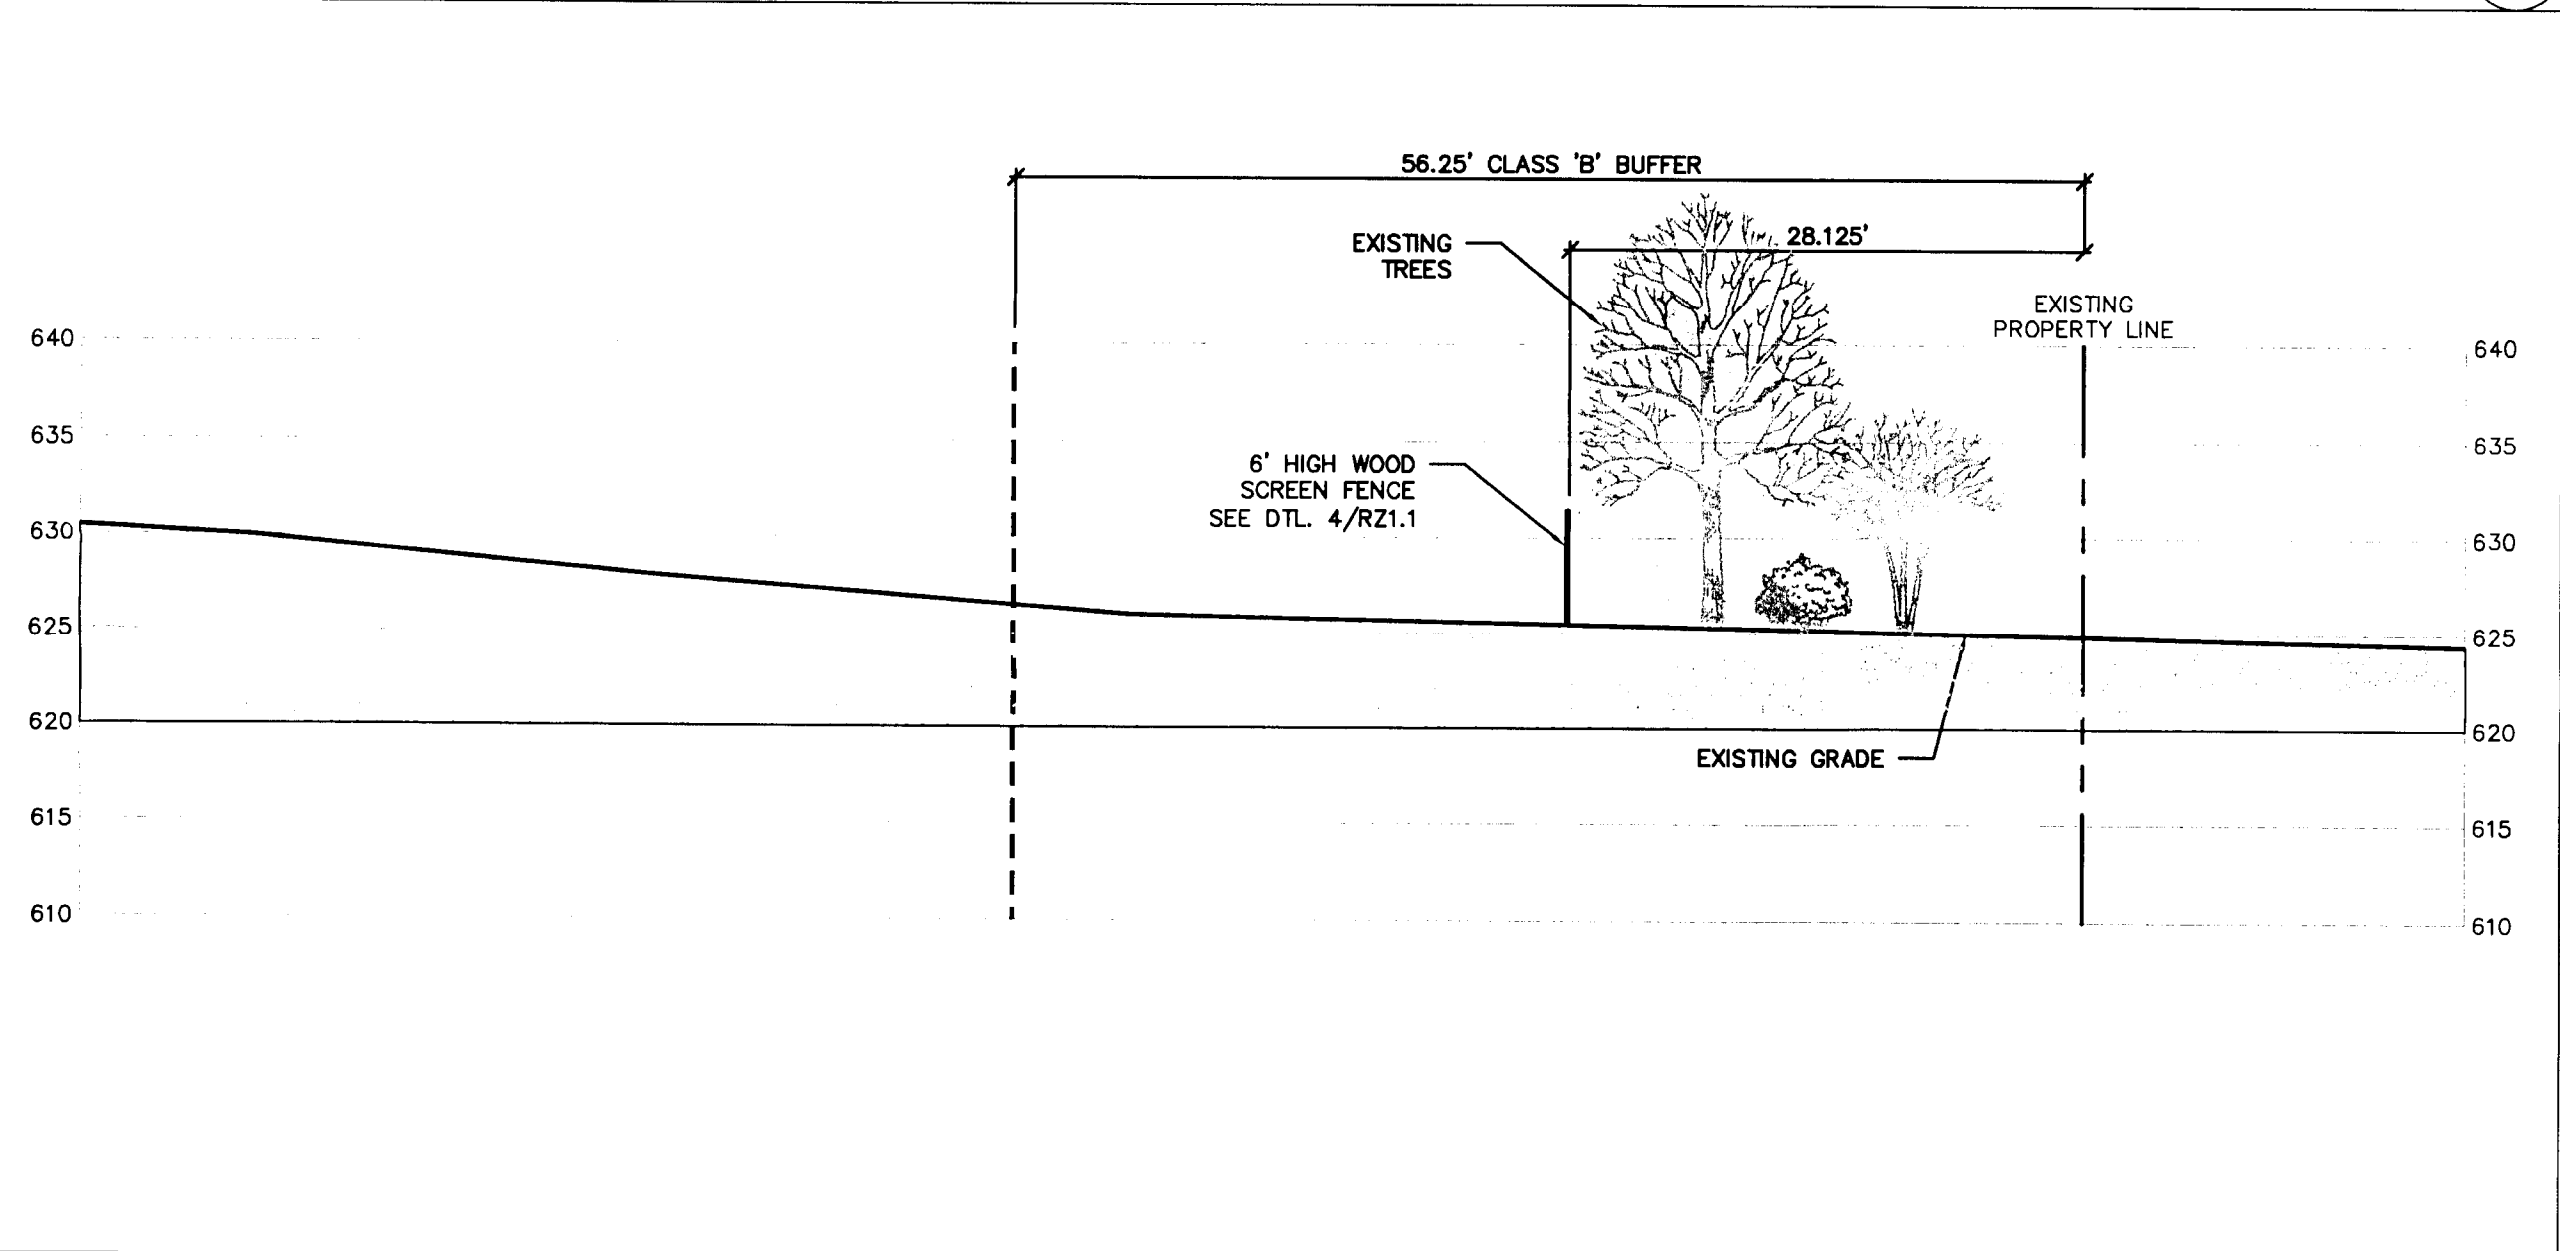 56.25' CLASS 'B' BUFFER
28.125'
EXISTING
TREES
EXISTING
PROPERTY LINE
640
640
635
635
6' HIGH WOOD
SCREEN FENCE
SEE DTL. 4/RZ1.1
630
630
625
625
620
620
EXISTING GRADE
615
615
610
610